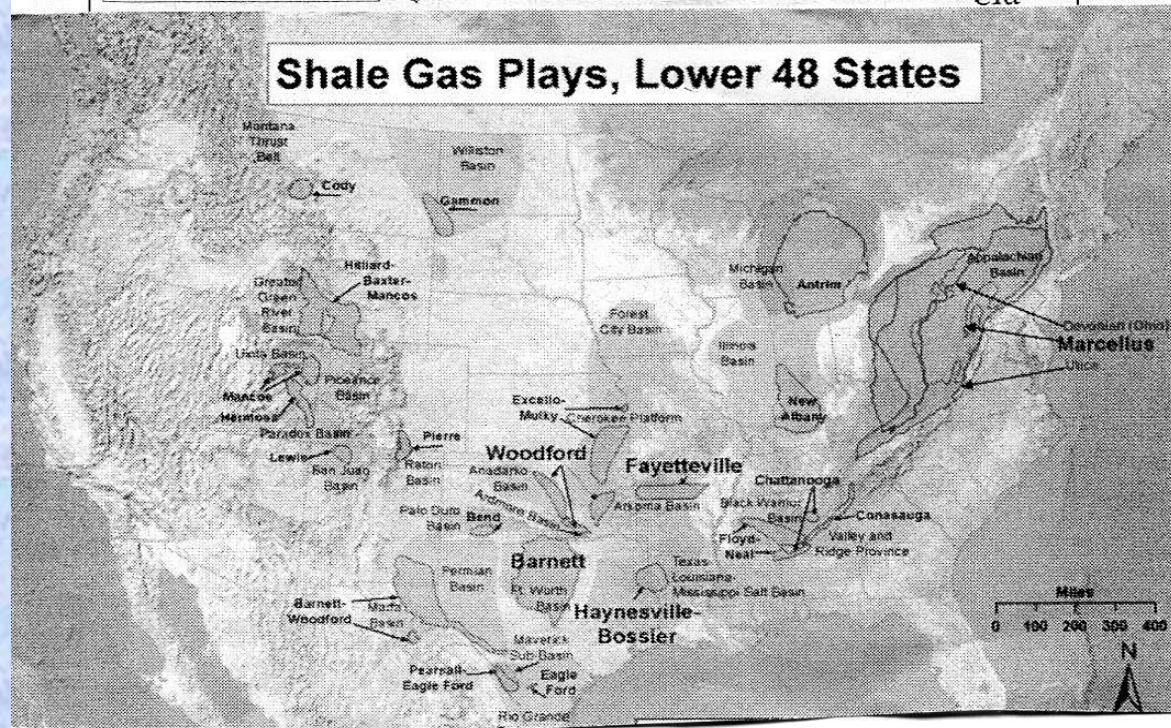 Shale Gas Plays, Lower 48 States
Montana
Thrust
Belt
Williston
Basin
Cody
Gammon
Hilliard-
Baxter-
Mancos
Greater
Green
River
Basin
Michigan
Basin
Antrim
Appalachian
Basin
Forest
City Basin
Illinois
Basin
Devonian (Ohio)
Marcellus
Utica
Uinta Basin
Piceance
Basin
Mancos
Hermosa
Paradox Basin
Lewis
San Juan
Basin
Pierre
Raton
Basin
Excello-
Mulky
Cherokee Platform
New
Albany
Woodford
Anadarko
Basin
Ardmore Basin
Fayetteville
Arkoma Basin
Chattanooga
Black Warrior
Basin
Conasauga
Floyd-
Neal
Valley and
Ridge Province
Palo Duro
Basin
Bend
Barnett
Permian
Basin
Ft. Worth
Basin
Texas-
Louisiana-
Mississippi Salt Basin
Haynesville-
Bossier
Barnett-
Woodford
Marfa
Basin
Maverick
Sub-Basin
Pearsall-
Eagle Ford
Eagle
Ford
Rio Grande
Miles
0 100 200 300 400
N